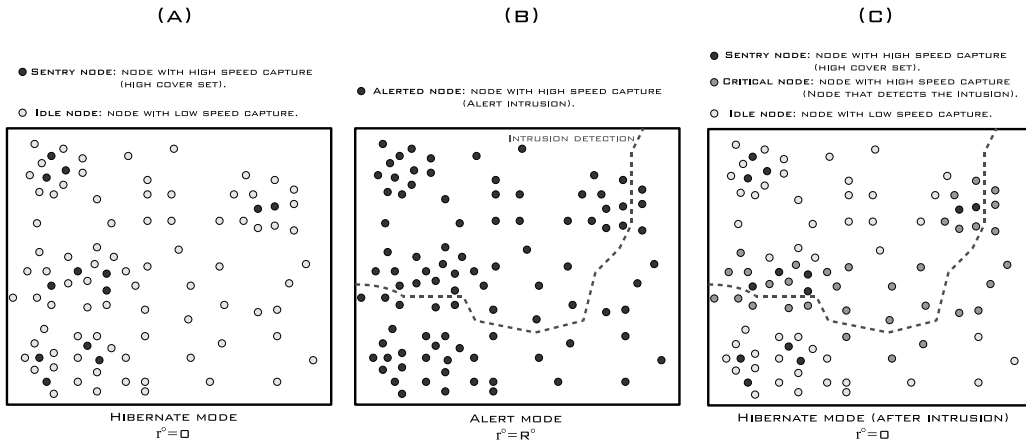 (A)
Sentry node: node with high speed capture
(High cover set).
Idle node: node with low speed capture.
Hibernate mode
r°=0
(B)
Alerted node: node with high speed capture
(Alert intrusion).
Intrusion detection
Alert mode
r°=R°
(C)
Sentry node: node with high speed capture
(High cover set).
Critical node: node with high speed capture
(Node that detects the intusion).
Idle node: node with low speed capture.
Hibernate mode (after intrusion)
r°=0